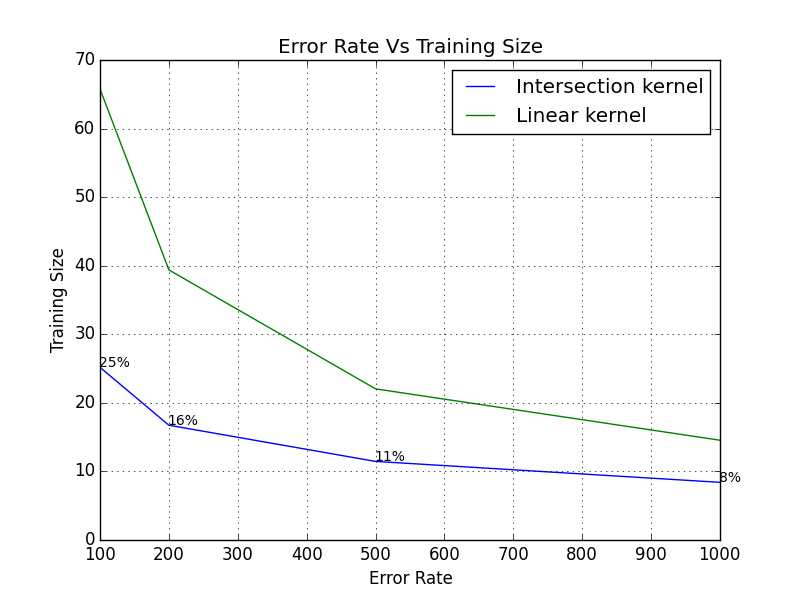 Error Rate Vs Training Size
Intersection kernel
Linear kernel
70
60
50
40
30
20
10
0
Training Size
25%
16%
11%
8%
100 200 300 400 500 600 700 800 900 1000
Error Rate